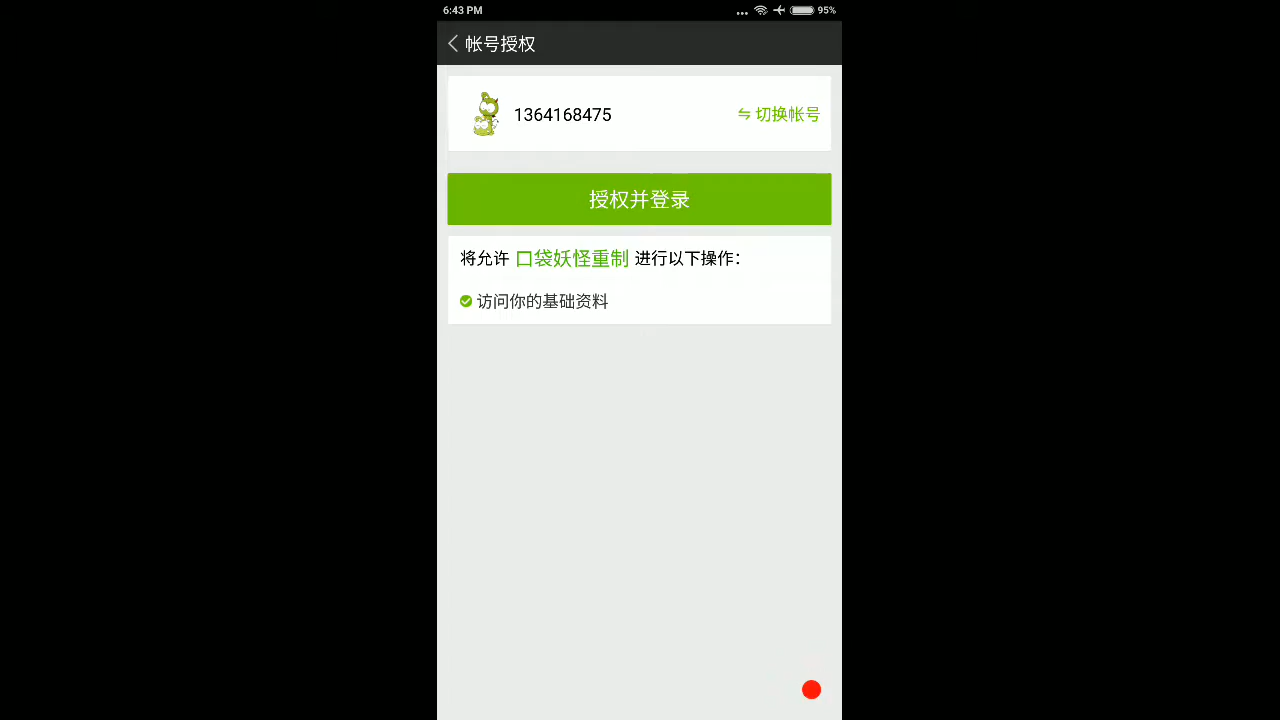 6:43 PM
95%
帐号授权
1364168475
切换帐号
授权并登录
将允许 口袋妖怪重制 进行以下操作：
访问你的基础资料